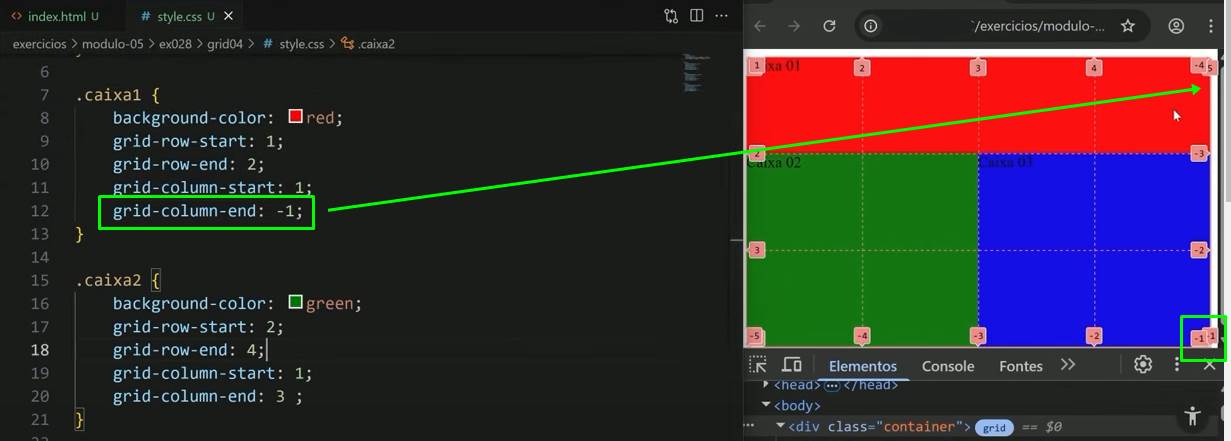 index.html U
style.css U
exercicios > modulo-05 > ex028 > grid04 > # style.css > .caixa2
6
7 .caixa1 {
8 background-color: red;
9 grid-row-start: 1;
10 grid-row-end: 2;
11 grid-column-start: 1;
12 grid-column-end: -1;
13 }
14
15 .caixa2 {
16 background-color: green;
17 grid-row-start: 2;
18 grid-row-end: 4;
19 grid-column-start: 1;
20 grid-column-end: 3 ;
21 }
`/exercicios/modulo-...
1 2 3 4 -4 5
01
2 -3
Caixa 02 Caixa 03
3 -2
-5 -4 -3 -2 -1 -1
Elementos Console Fontes
<head> ... </head>
<body>
<div class="container"> grid == $0